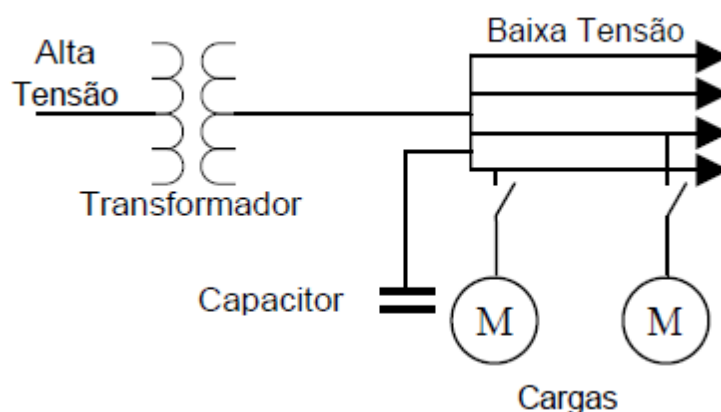 Baixa Tensão
Alta
Tensão
Transformador
Capacitor
M
M
Cargas